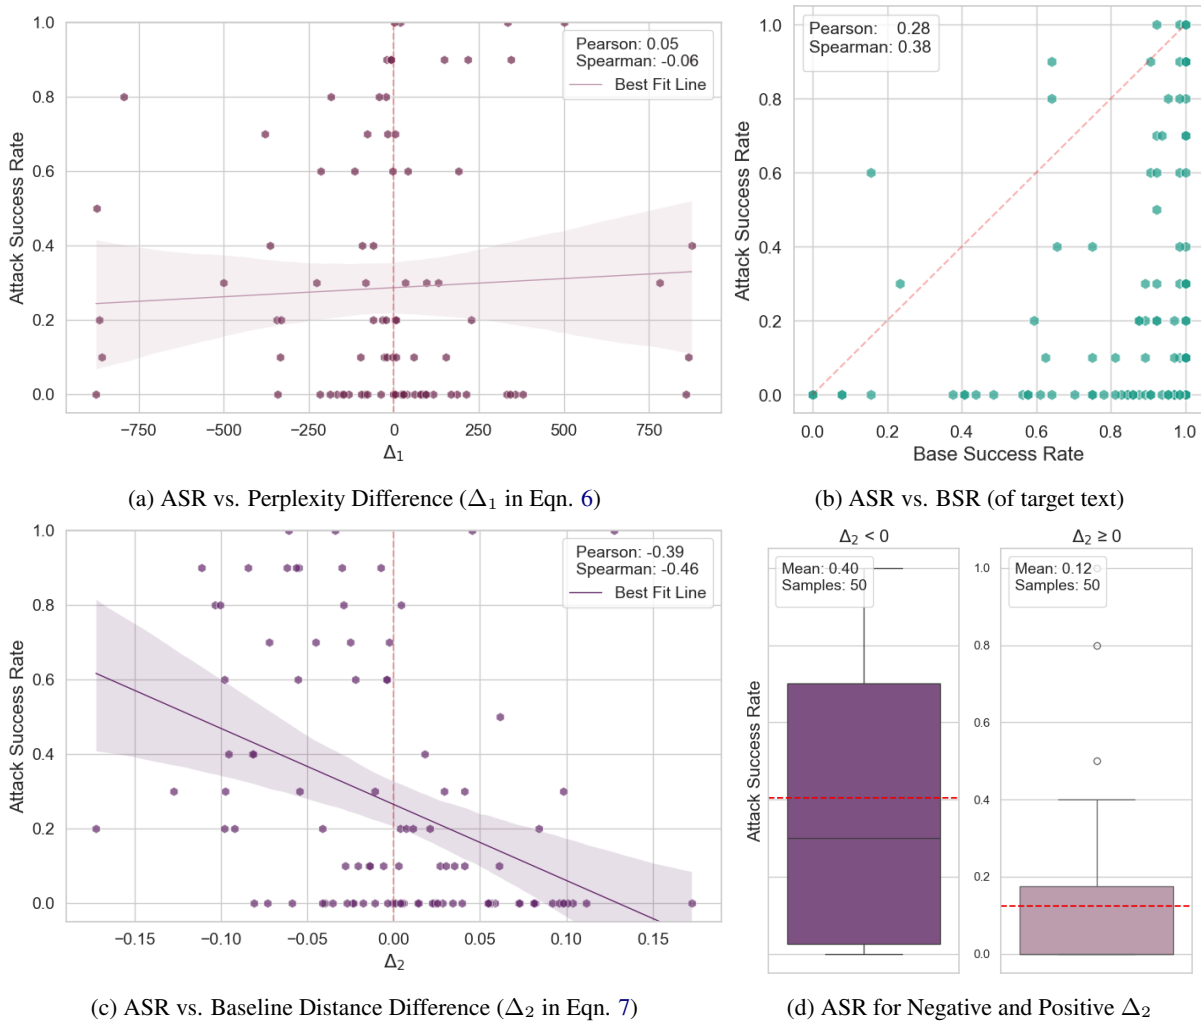 Pearson: 0.05
Spearman: -0.06
Best Fit Line
Attack Success Rate
1.0
0.8
0.6
0.4
0.2
0.0
−750
−500
−250
0
250
500
750
Δ1
(a) ASR vs. Perplexity Difference (Δ1 in Eqn. 6)
Pearson: 0.28
Spearman: 0.38
Attack Success Rate
1.0
0.8
0.6
0.4
0.2
0.0
0.0
0.2
0.4
0.6
0.8
1.0
Base Success Rate
(b) ASR vs. BSR (of target text)
Pearson: -0.39
Spearman: -0.46
Best Fit Line
Attack Success Rate
1.0
0.8
0.6
0.4
0.2
0.0
−0.15
−0.10
−0.05
0.00
0.05
0.10
0.15
Δ2
(c) ASR vs. Baseline Distance Difference (Δ2 in Eqn. 7)
Δ2 < 0
Mean: 0.40
Samples: 50
Attack Success Rate
Δ2 ≥ 0
Mean: 0.12
Samples: 50
1.0
0.8
0.6
0.4
0.2
0.0
(d) ASR for Negative and Positive Δ2